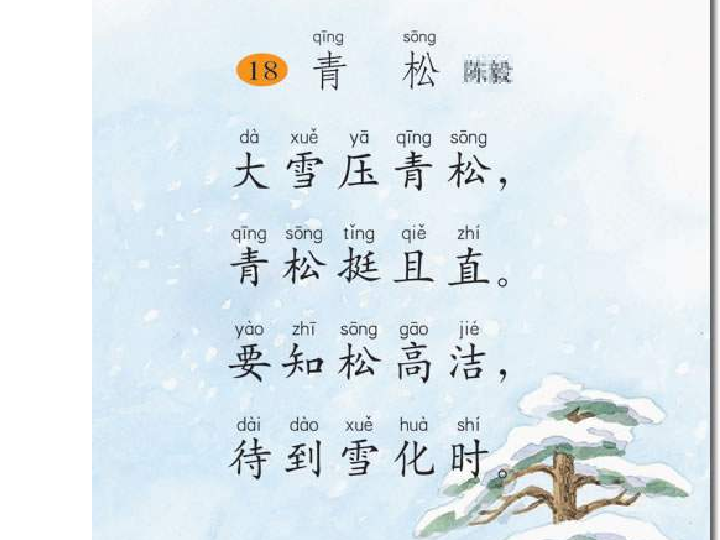 qīng sōng
18 青 松 陈毅
dà xuě yā qīng sōng
大雪压青松，
qīng sōng tǐng qiě zhí
青松挺且直。
yào zhī sōng gāo jié
要知松高洁，
dài dào xuě huà shí
待到雪化时。